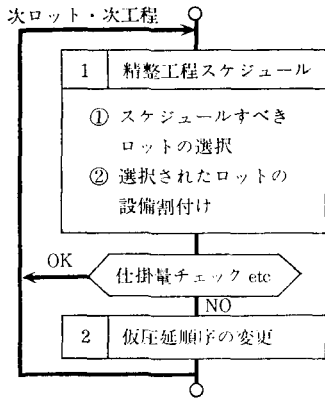 次ロット・次工程
1 精整工程スケジュール
① スケジュールすべき
ロットの選択
② 選択されたロットの
設備割付け
OK
仕掛量チェック etc
NO
2 仮圧延順序の変更